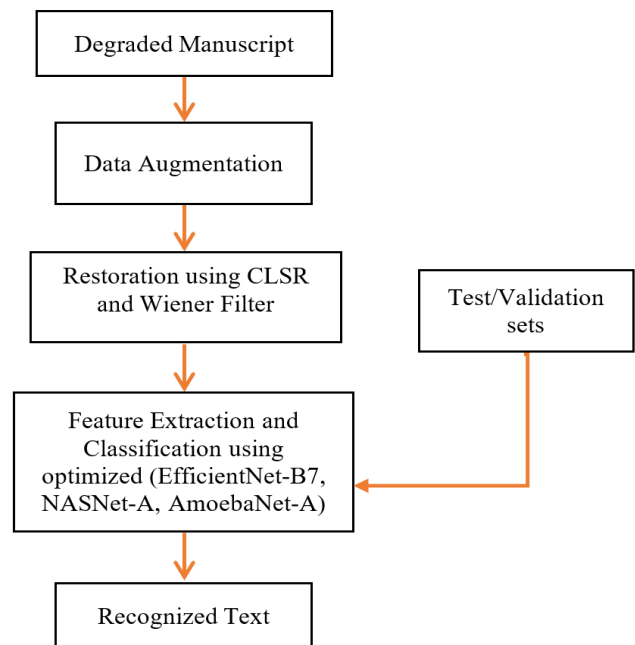 Degraded Manuscript
Data Augmentation
Restoration using CLSR
and Wiener Filter
Test/Validation
sets
Feature Extraction and
Classification using
optimized (EfficientNet-B7,
NASNet-A, AmoebaNet-A)
Recognized Text